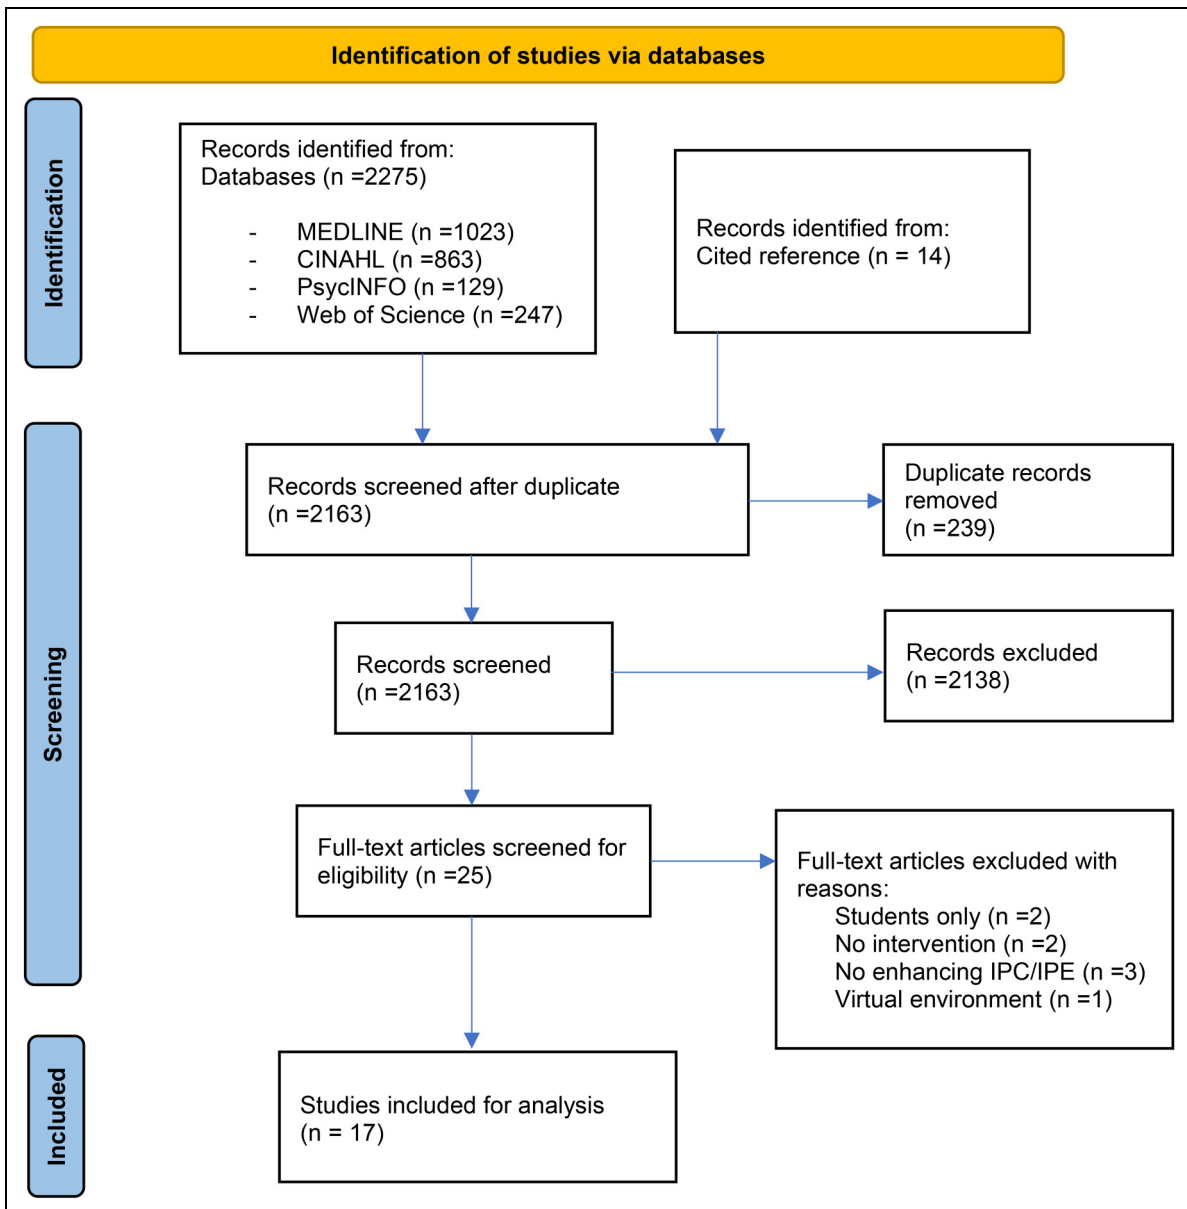 Identification of studies via databases
Identification
Records identified from:
Databases (n =2275)
- MEDLINE (n =1023)
- CINAHL (n =863)
- PsycINFO (n =129)
- Web of Science (n =247)
Records identified from:
Cited reference (n = 14)
Screening
Records screened after duplicate
(n =2163)
Duplicate records
removed
(n =239)
Records screened
(n =2163)
Records excluded
(n =2138)
Full-text articles screened for
eligibility (n =25)
Full-text articles excluded with
reasons:
Students only (n =2)
No intervention (n =2)
No enhancing IPC/IPE (n =3)
Virtual environment (n =1)
Included
Studies included for analysis
(n = 17)